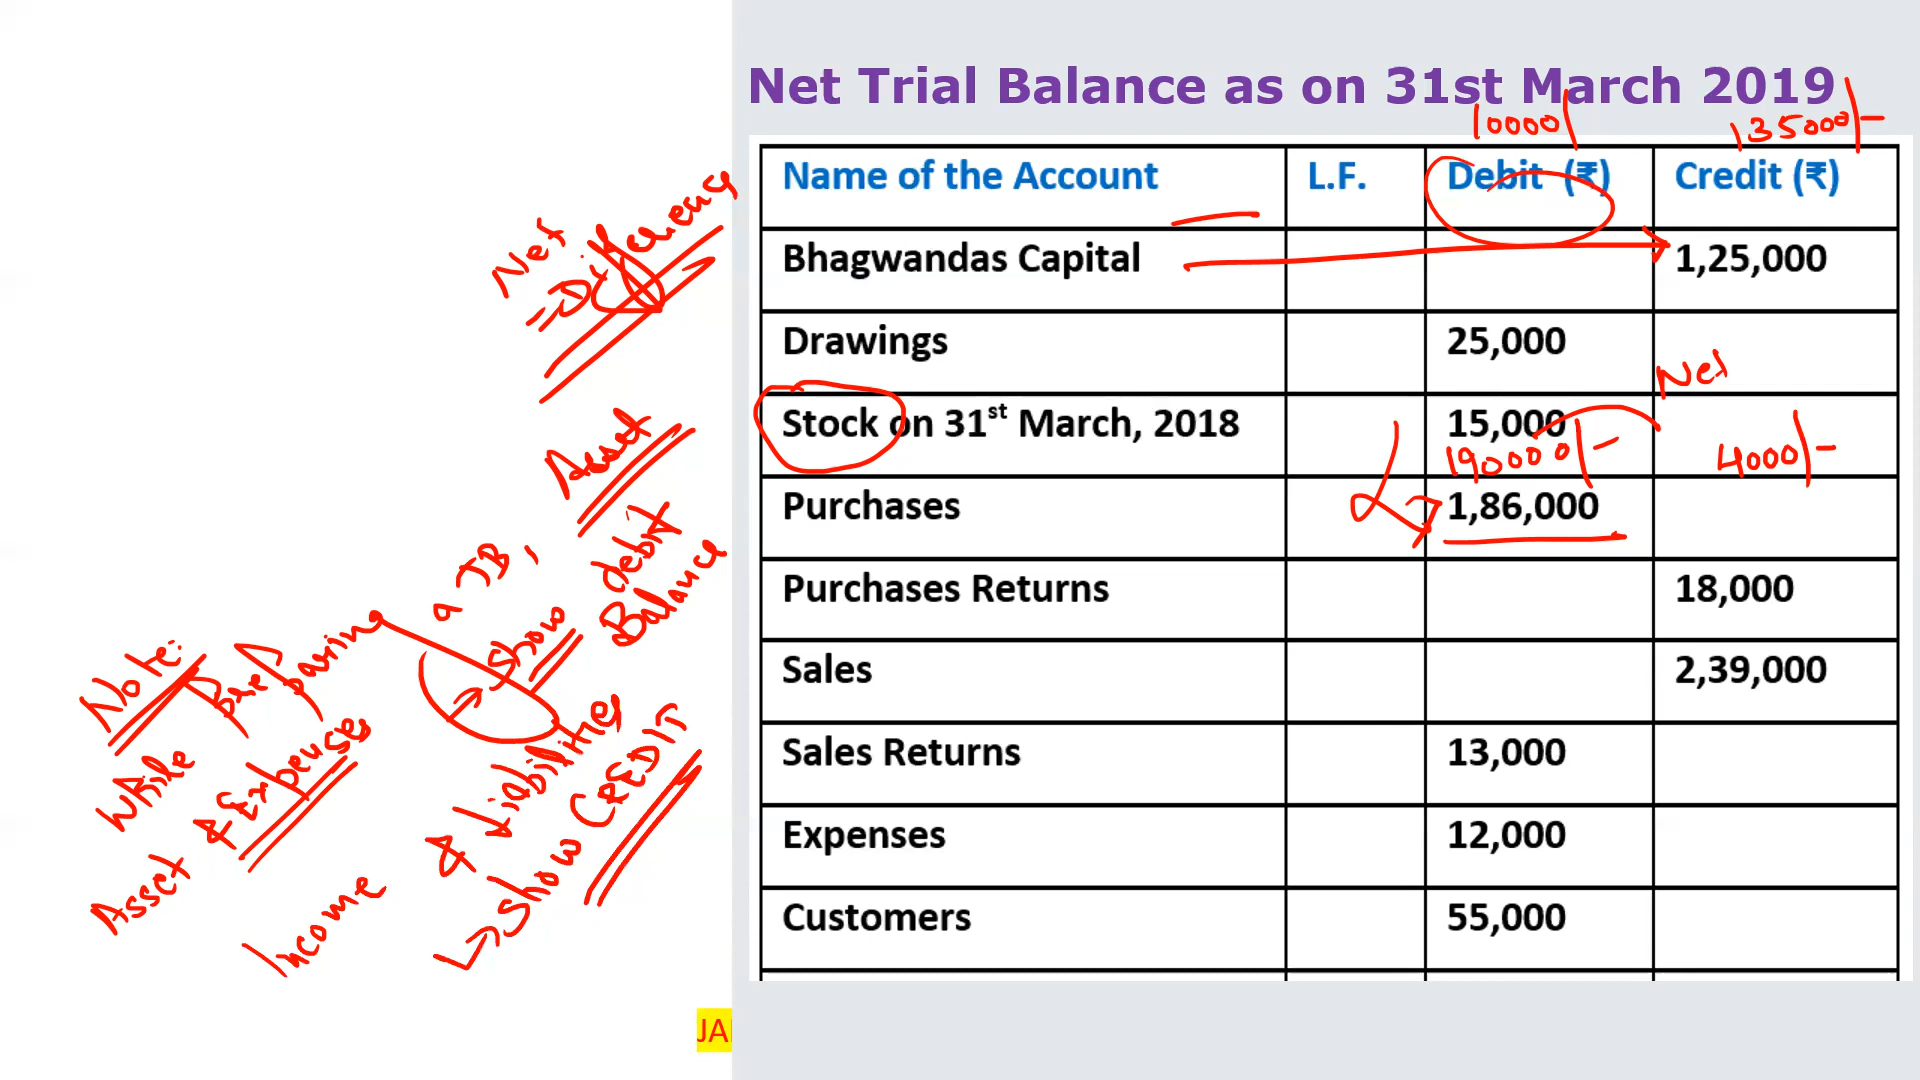 Net Trial Balance as on 31st March 2019
10000/ 135000/-
Name of the Account L.F. Debit (₹) Credit (₹)
Bhagwandas Capital 1,25,000
Drawings 25,000
Net
Stock on 31st March, 2018 15,000
190000/- 4000/-
Purchases 1,86,000
Purchases Returns 18,000
Sales 2,39,000
Sales Returns 13,000
Expenses 12,000
Customers 55,000
Net
= Difference
Asset
debit
Balance
Note:
While Preparing a TB,
Asset & Expenses → show
Income & Liabilities
↳ Show CREDIT
JAI